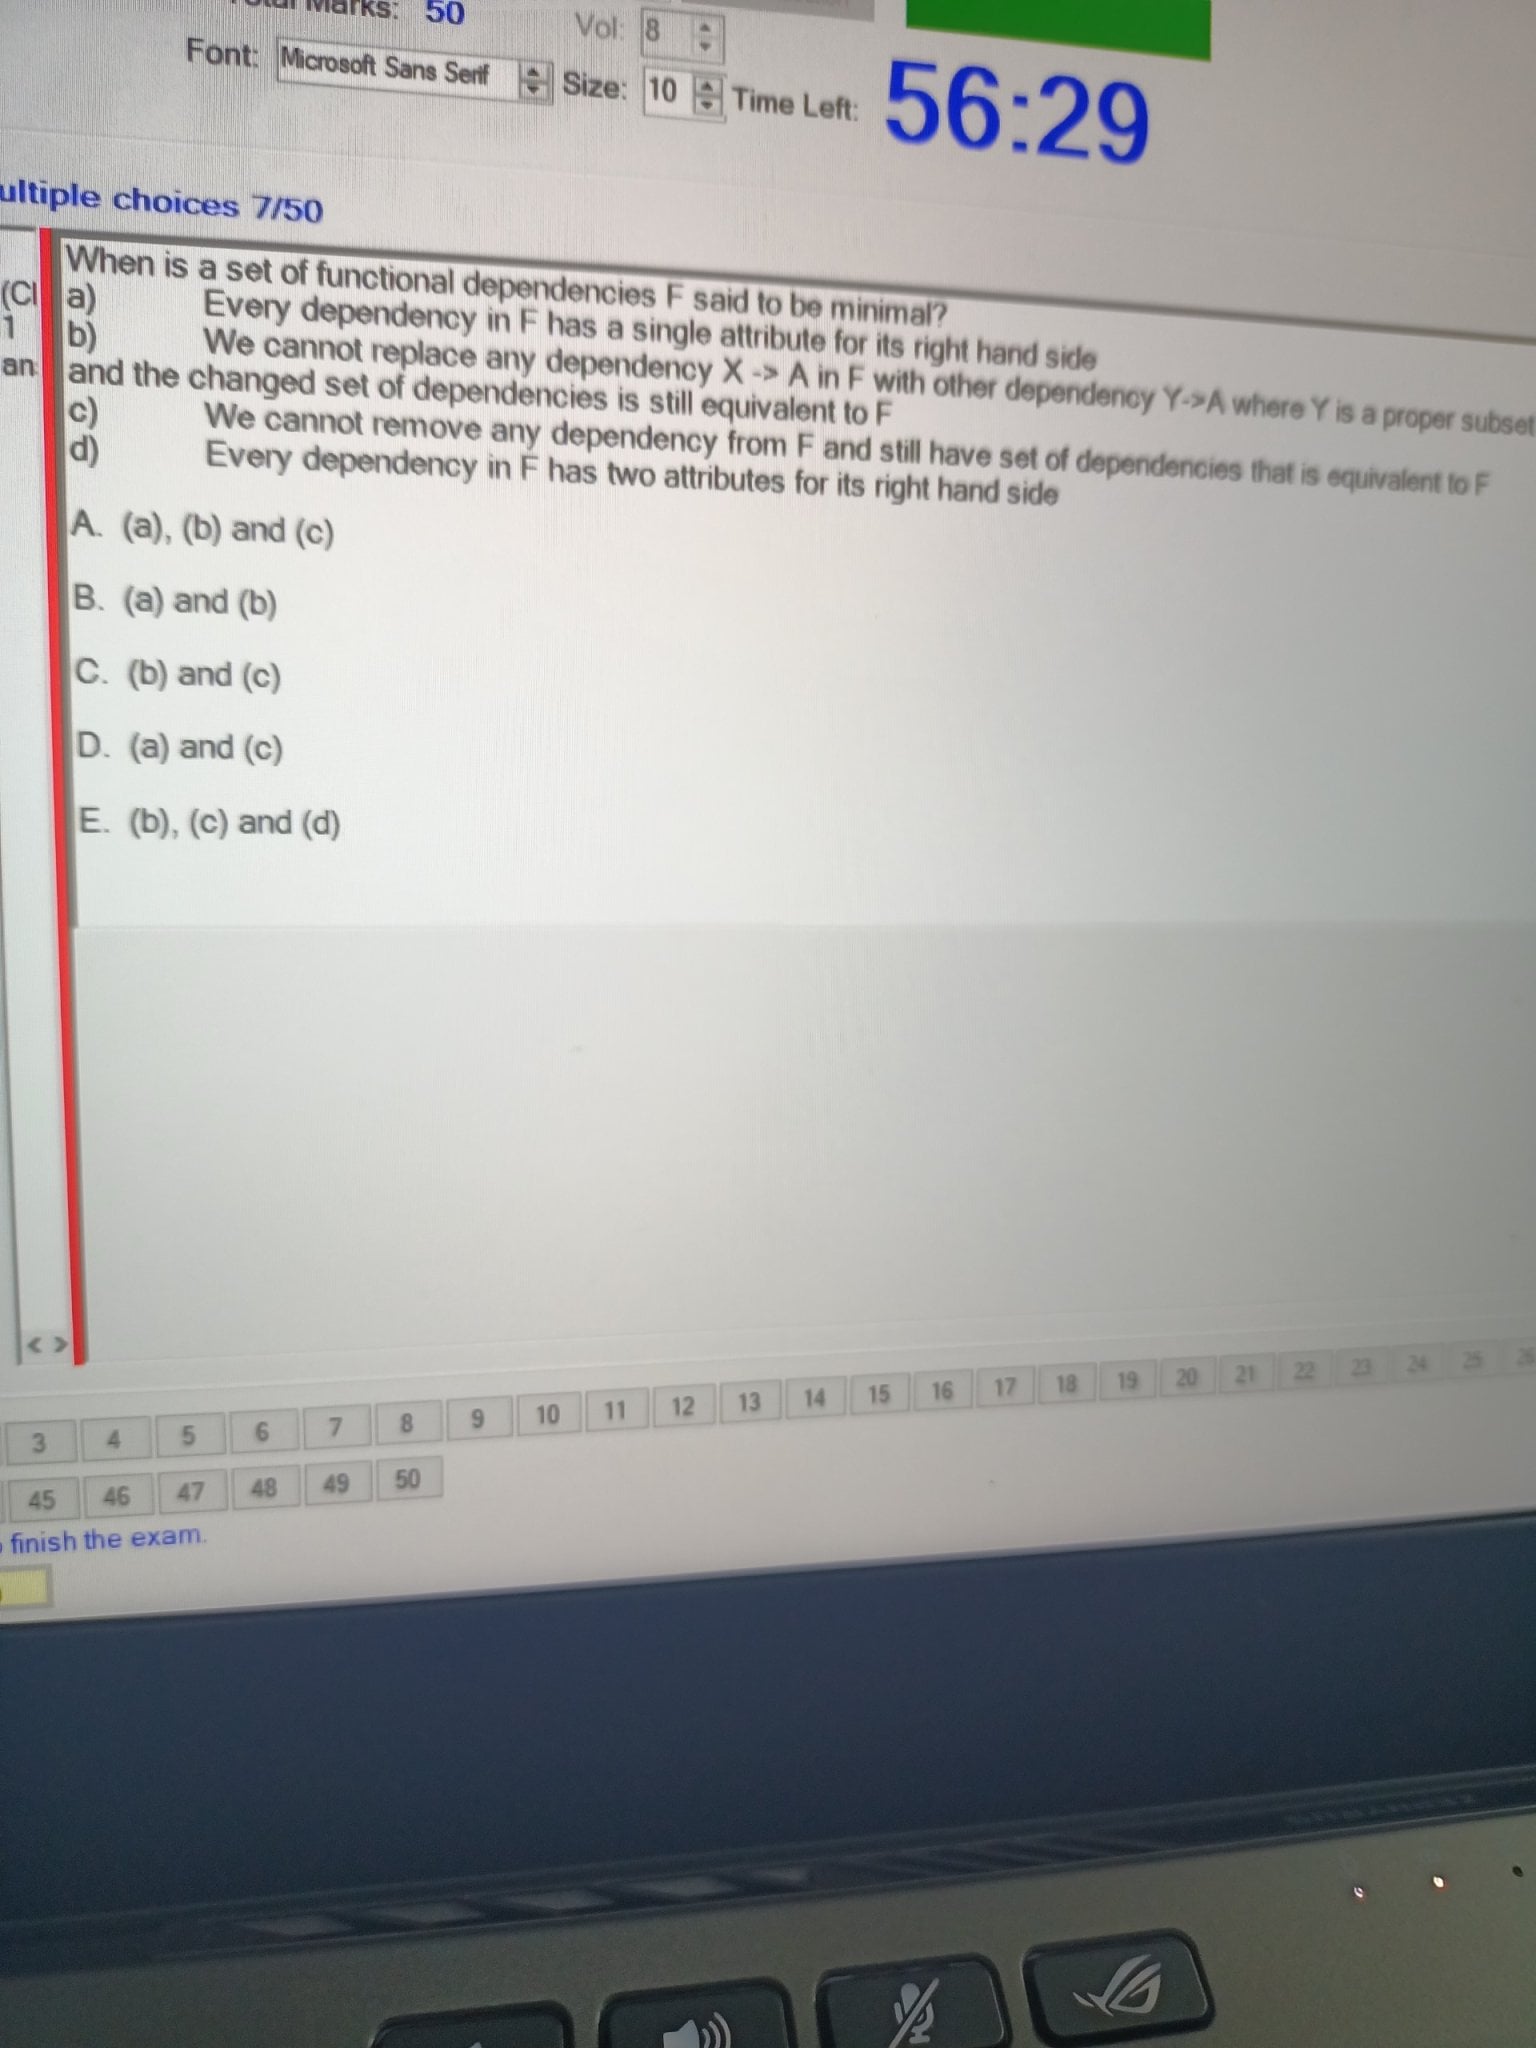 Marks: 50
Vol: 8
Font: Microsoft Sans Serif Size: 10 Time Left: 56:29
ultiple choices 7/50
(Cl
1
an
When is a set of functional dependencies F said to be minimal?
a) Every dependency in F has a single attribute for its right hand side
b) We cannot replace any dependency X -> A in F with other dependency Y->A where Y is a proper subset
and the changed set of dependencies is still equivalent to F
c) We cannot remove any dependency from F and still have set of dependencies that is equivalent to F
d) Every dependency in F has two attributes for its right hand side
A. (a), (b) and (c)
B. (a) and (b)
C. (b) and (c)
D. (a) and (c)
E. (b), (c) and (d)
3 4 5 6 7 8 9 10 11 12 13 14 15 16 17 18 19 20 21 22 23 24 25 26
45 46 47 48 49 50
finish the exam.